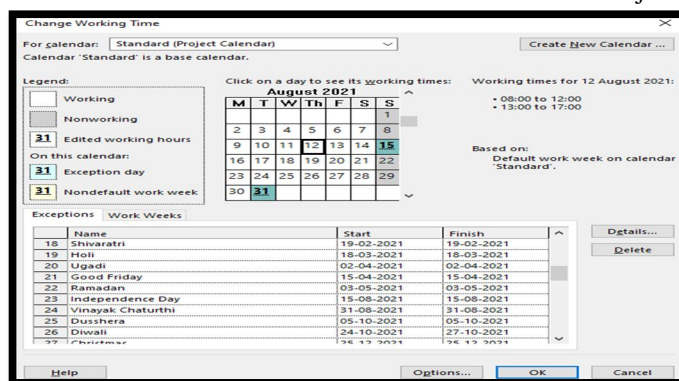 Change Working Time
For calendar: Standard (Project Calendar)
Create New Calendar ...
Calendar 'Standard' is a base calendar.
Legend:
Working
Nonworking
31 Edited working hours
On this calendar:
31 Exception day
31 Nondefault work week
Click on a day to see its working times:
August 2021
M T W Th F S S
1
2 3 4 5 6 7 8
9 10 11 12 13 14 15
16 17 18 19 20 21 22
23 24 25 26 27 28 29
30 31
Working times for 12 August 2021:
• 08:00 to 12:00
• 13:00 to 17:00
Based on:
Default work week on calendar
'Standard'.
Exceptions Work Weeks
Name Start Finish
18 Shivaratri 19-02-2021 19-02-2021
19 Holi 18-03-2021 18-03-2021
20 Ugadi 02-04-2021 02-04-2021
21 Good Friday 15-04-2021 15-04-2021
22 Ramadan 03-05-2021 03-05-2021
23 Independence Day 15-08-2021 15-08-2021
24 Vinayak Chaturthi 31-08-2021 31-08-2021
25 Dusshera 05-10-2021 05-10-2021
26 Diwali 24-10-2021 27-10-2021
27 Christmas 25-12-2021 25-12-2021
Details...
Delete
Help
Options...
OK
Cancel